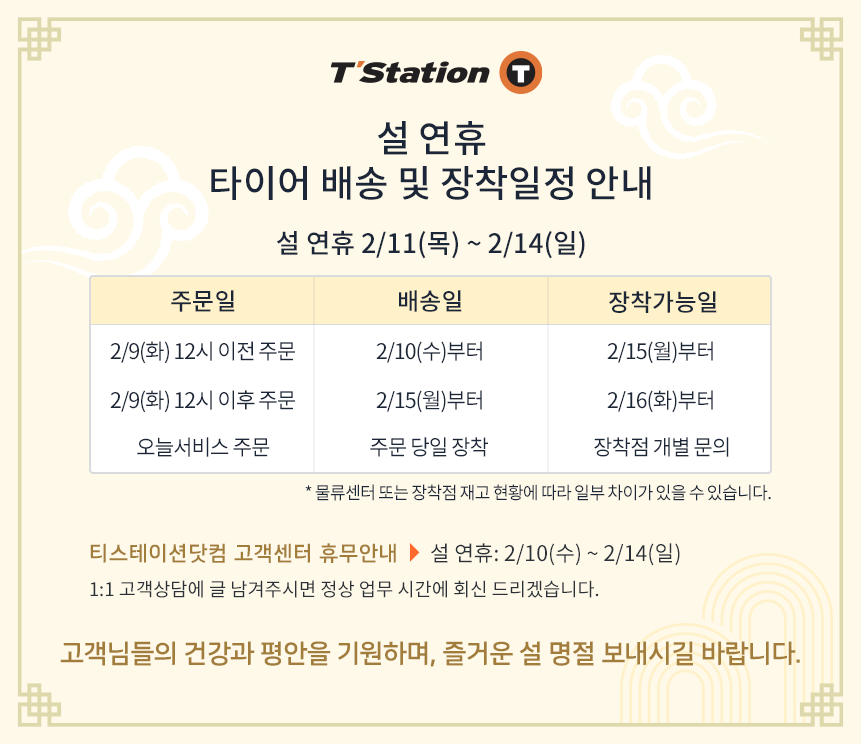 T'Station T
설 연휴
타이어 배송 및 장착일정 안내
설 연휴 2/11(목) ~ 2/14(일)
주문일 배송일 장착가능일
2/9(화) 12시 이전 주문 2/10(수)부터 2/15(월)부터
2/9(화) 12시 이후 주문 2/15(월)부터 2/16(화)부터
오늘서비스 주문 주문 당일 장착 장착점 개별 문의
* 물류센터 또는 장착점 재고 현황에 따라 일부 차이가 있을 수 있습니다.
티스테이션닷컴 고객센터 휴무안내 ▶ 설 연휴: 2/10(수) ~ 2/14(일)
1:1 고객상담에 글 남겨주시면 정상 업무 시간에 회신 드리겠습니다.
고객님들의 건강과 평안을 기원하며, 즐거운 설 명절 보내시길 바랍니다.